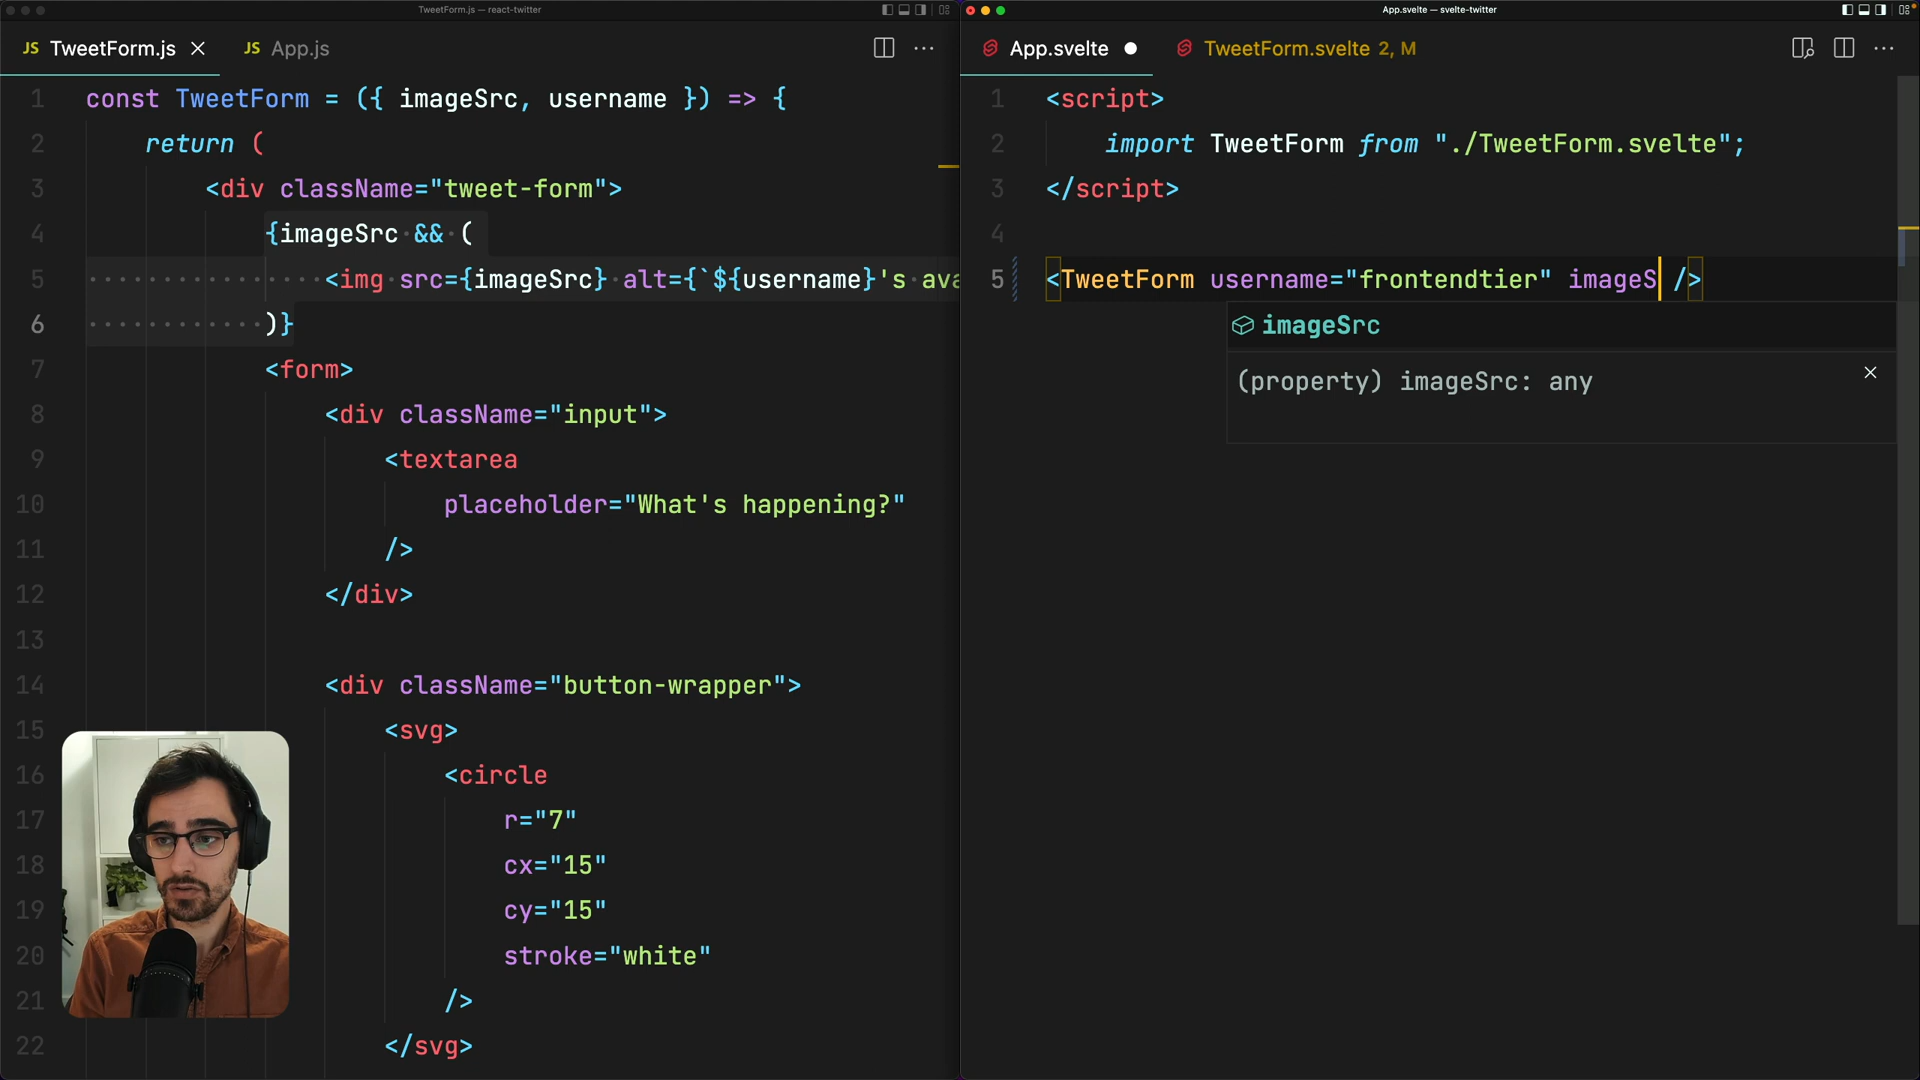 TweetForm.js — react-twitter
JS TweetForm.js
JS App.js
1 const TweetForm = ({ imageSrc, username }) => {
2 return (
3 <div className="tweet-form">
4 {imageSrc && (
5 <img src={imageSrc} alt={`${username}'s ava
6 )}
7 <form>
8 <div className="input">
9 <textarea
10 placeholder="What's happening?"
11 />
12 </div>
13
14 <div className="button-wrapper">
15 <svg>
16 <circle
17 r="7"
18 cx="15"
19 cy="15"
20 stroke="white"
21 />
22 </svg>
App.svelte — svelte-twitter
App.svelte
TweetForm.svelte 2, M
1 <script>
2 import TweetForm from "./TweetForm.svelte";
3 </script>
4
5 <TweetForm username="frontendtier" imageS />
imageSrc
(property) imageSrc: any